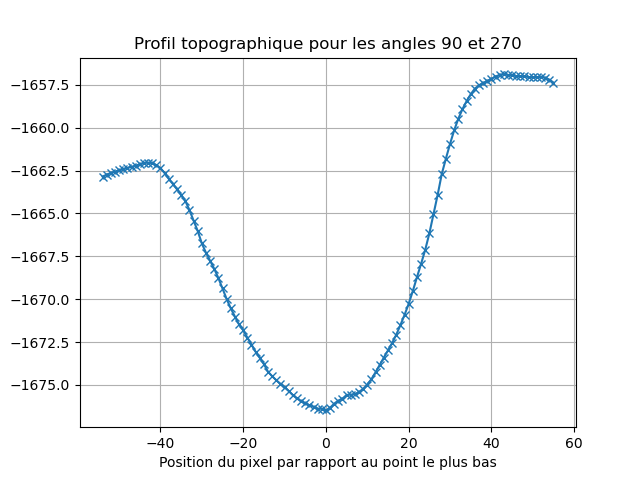 Profil topographique pour les angles 90 et 270
−1657.5
−1660.0
−1662.5
−1665.0
−1667.5
−1670.0
−1672.5
−1675.0
−40 −20 0 20 40 60
Position du pixel par rapport au point le plus bas